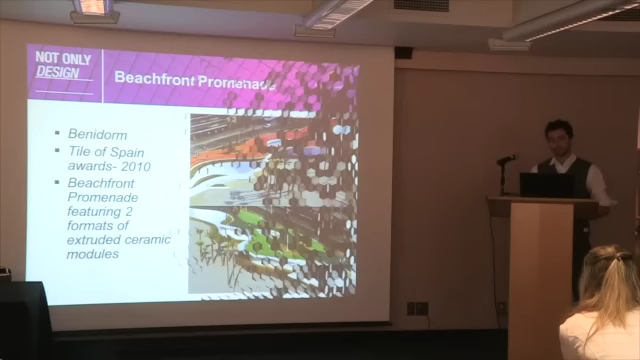 NOT ONLY
DESIGN
Beachfront Promenade
Benidorm
Tile of Spain
awards- 2010
Beachfront
Promenade
featuring 2
formats of
extruded ceramic
modules